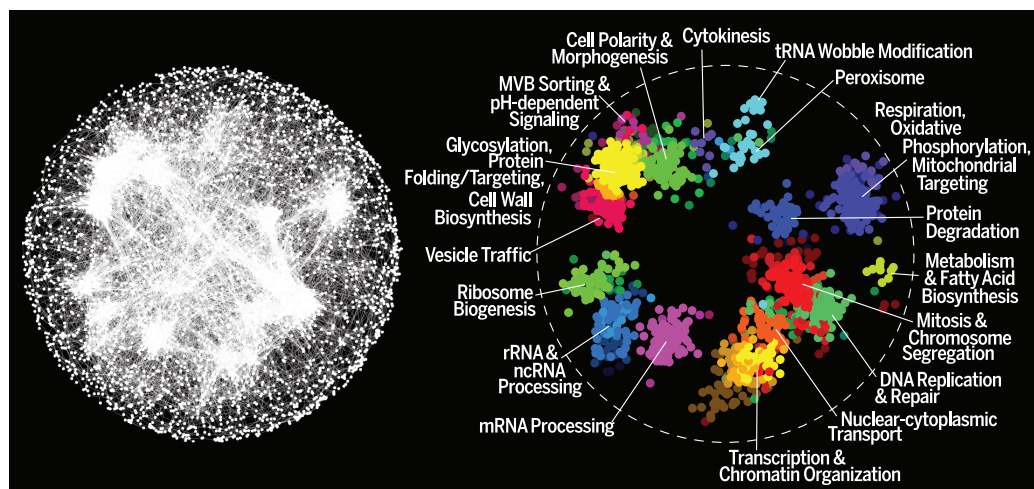 Cytokinesis
Cell Polarity &
Morphogenesis
tRNA Wobble Modification
Peroxisome
MVB Sorting &
pH-dependent
Signaling
Respiration,
Oxidative
Phosphorylation,
Mitochondrial
Targeting
Glycosylation,
Protein
Folding/Targeting,
Cell Wall
Biosynthesis
Protein
Degradation
Vesicle Traffic
Metabolism
& Fatty Acid
Biosynthesis
Ribosome
Biogenesis
Mitosis &
Chromosome
Segregation
rRNA &
ncRNA
Processing
DNA Replication
& Repair
mRNA Processing
Nuclear-cytoplasmic
Transport
Transcription &
Chromatin Organization